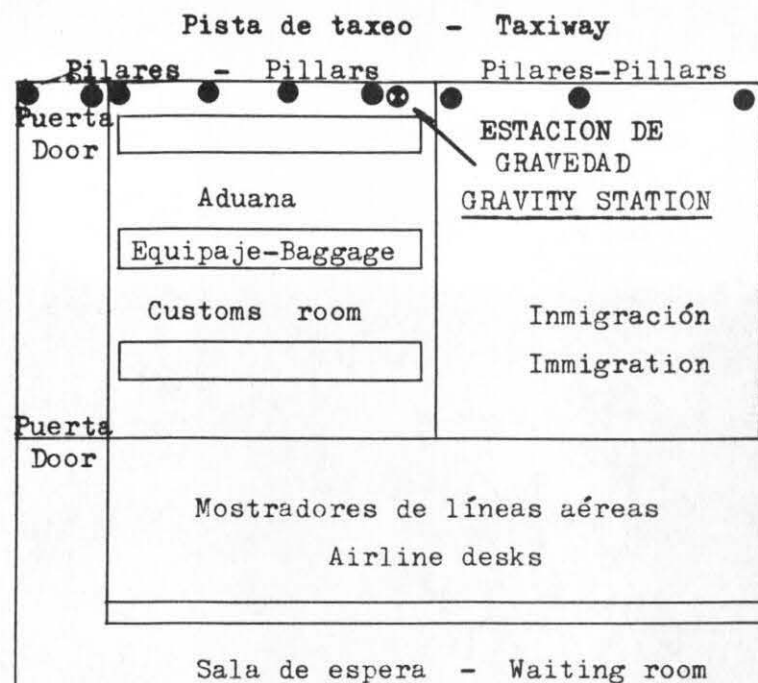 Pista de taxeo - Taxiway
Pilares - Pillars
Pilares-Pillars
Puerta
Door
ESTACION DE
GRAVEDAD
GRAVITY STATION
Aduana
Equipaje-Baggage
Customs room
Inmigración
Immigration
Puerta
Door
Mostradores de líneas aéreas
Airline desks
Sala de espera - Waiting room